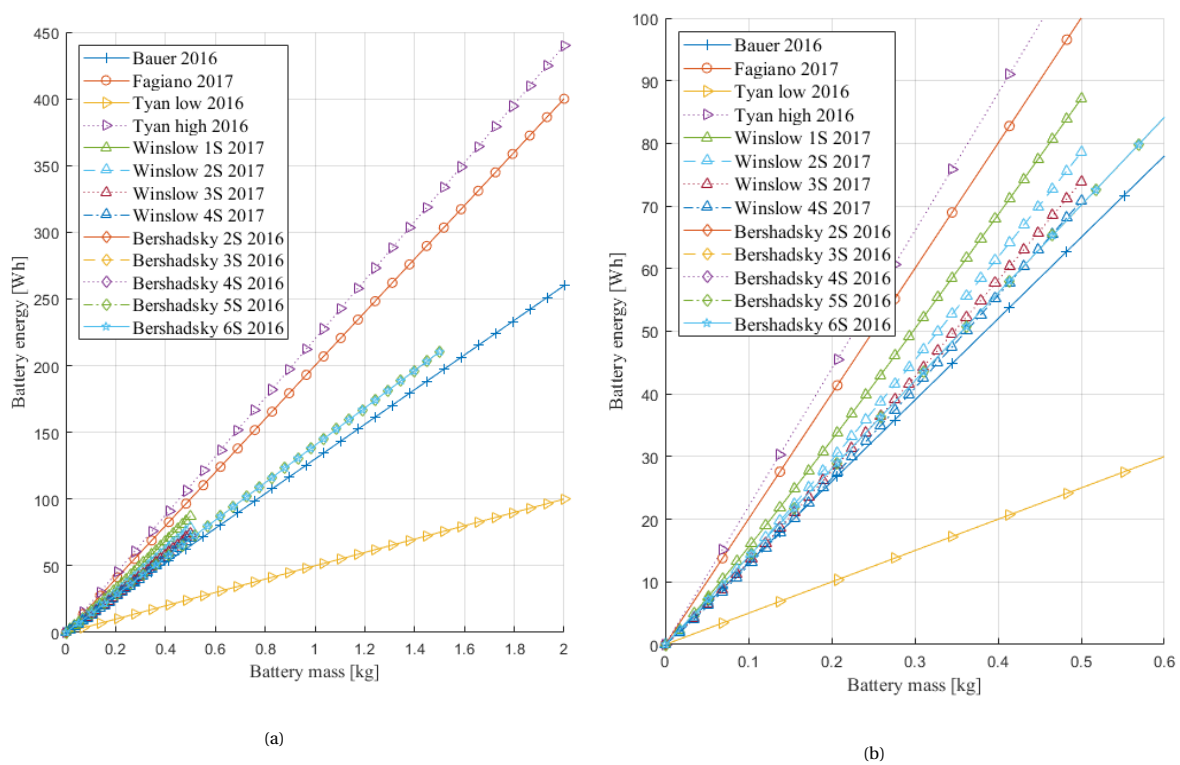 450
400
350
300
250
200
150
100
50
0
Battery energy [Wh]
Bauer 2016
Fagiano 2017
Tyan low 2016
Tyan high 2016
Winslow 1S 2017
Winslow 2S 2017
Winslow 3S 2017
Winslow 4S 2017
Bershadsky 2S 2016
Bershadsky 3S 2016
Bershadsky 4S 2016
Bershadsky 5S 2016
Bershadsky 6S 2016
0 0.2 0.4 0.6 0.8 1 1.2 1.4 1.6 1.8 2
Battery mass [kg]
(a)
100
90
80
70
60
50
40
30
20
10
0
Battery energy [Wh]
Bauer 2016
Fagiano 2017
Tyan low 2016
Tyan high 2016
Winslow 1S 2017
Winslow 2S 2017
Winslow 3S 2017
Winslow 4S 2017
Bershadsky 2S 2016
Bershadsky 3S 2016
Bershadsky 4S 2016
Bershadsky 5S 2016
Bershadsky 6S 2016
0 0.1 0.2 0.3 0.4 0.5 0.6
Battery mass [kg]
(b)